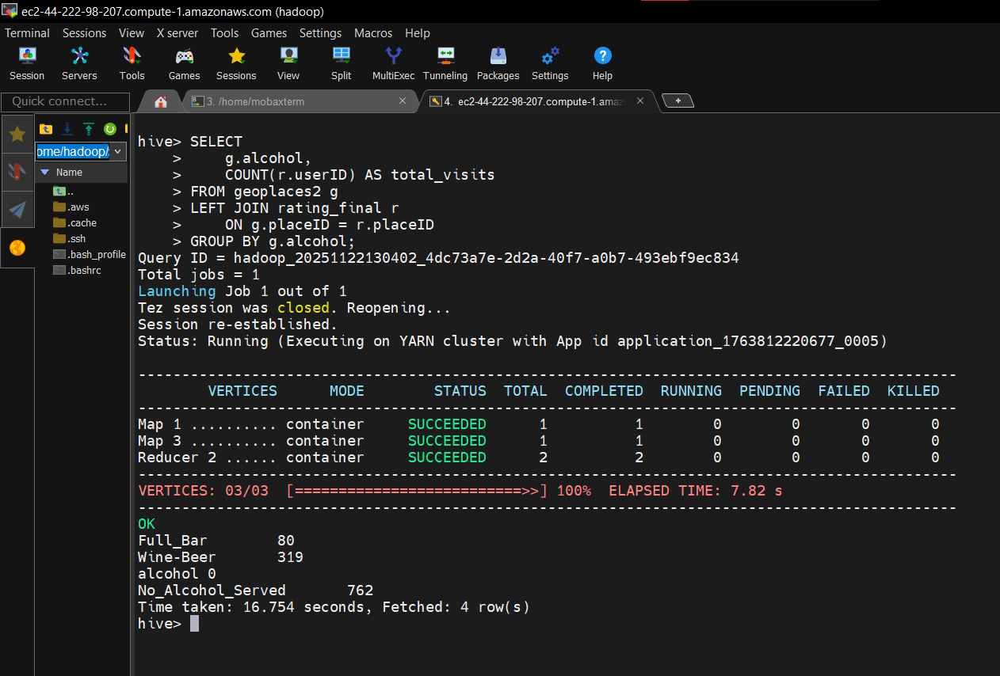 ec2-44-222-98-207.compute-1.amazonaws.com (hadoop)
Terminal Sessions View X server Tools Games Settings Macros Help
Session Servers Tools Games Sessions View Split MultiExec Tunneling Packages Settings Help
Quick connect...
3. /home/mobaxterm
4. ec2-44-222-98-207.compute-1.amaz
ome/hadoop/
Name
..
.aws
.cache
.ssh
.bash_profile
.bashrc
hive> SELECT
    >     g.alcohol,
    >     COUNT(r.userID) AS total_visits
    > FROM geoplaces2 g
    > LEFT JOIN rating_final r
    >     ON g.placeID = r.placeID
    > GROUP BY g.alcohol;
Query ID = hadoop_20251122130402_4dc73a7e-2d2a-40f7-a0b7-493ebf9ec834
Total jobs = 1
Launching Job 1 out of 1
Tez session was closed. Reopening...
Session re-established.
Status: Running (Executing on YARN cluster with App id application_1763812220677_0005)
----------------------------------------------------------------------------------------------
        VERTICES      MODE        STATUS  TOTAL  COMPLETED  RUNNING  PENDING  FAILED  KILLED
----------------------------------------------------------------------------------------------
Map 1 .......... container     SUCCEEDED      1          1        0        0       0       0
Map 3 .......... container     SUCCEEDED      1          1        0        0       0       0
Reducer 2 ...... container     SUCCEEDED      2          2        0        0       0       0
----------------------------------------------------------------------------------------------
VERTICES: 03/03  [==========================>>] 100%  ELAPSED TIME: 7.82 s
----------------------------------------------------------------------------------------------
OK
Full_Bar        80
Wine-Beer       319
alcohol 0
No_Alcohol_Served       762
Time taken: 16.754 seconds, Fetched: 4 row(s)
hive>